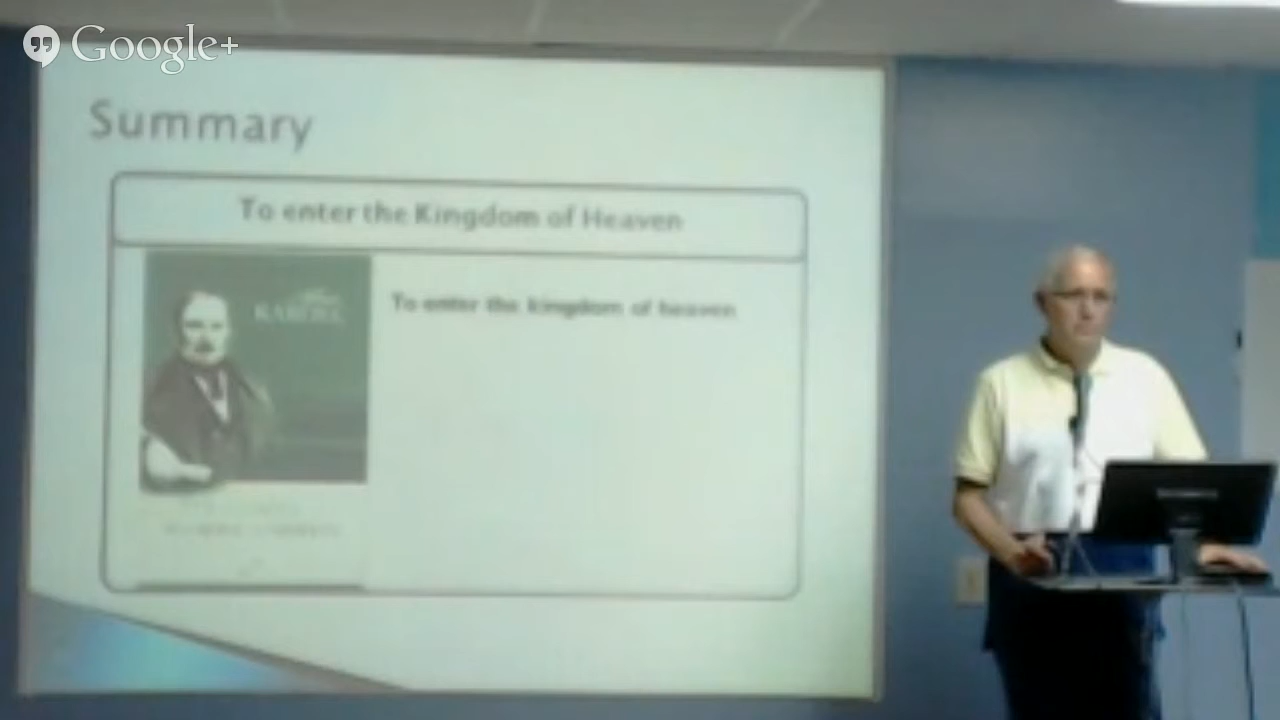 Google+
Summary
To enter the Kingdom of Heaven
KARDEC
To enter the kingdom of heaven